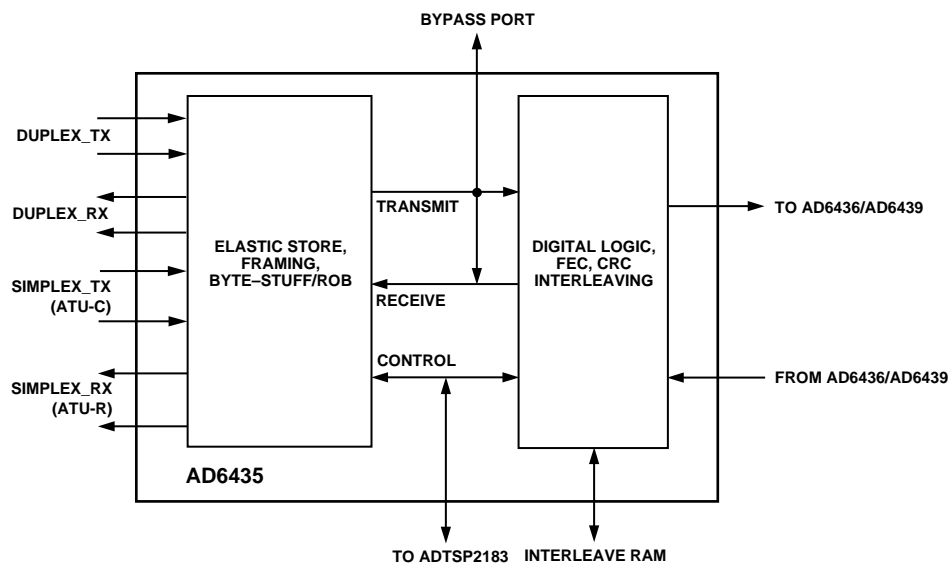 BYPASS PORT
DUPLEX_TX
DUPLEX_RX
SIMPLEX_TX
(ATU-C)
SIMPLEX_RX
(ATU-R)
ELASTIC STORE,
FRAMING,
BYTE–STUFF/ROB
TRANSMIT
RECEIVE
CONTROL
DIGITAL LOGIC,
FEC, CRC
INTERLEAVING
TO AD6436/AD6439
FROM AD6436/AD6439
AD6435
TO ADTSP2183
INTERLEAVE RAM